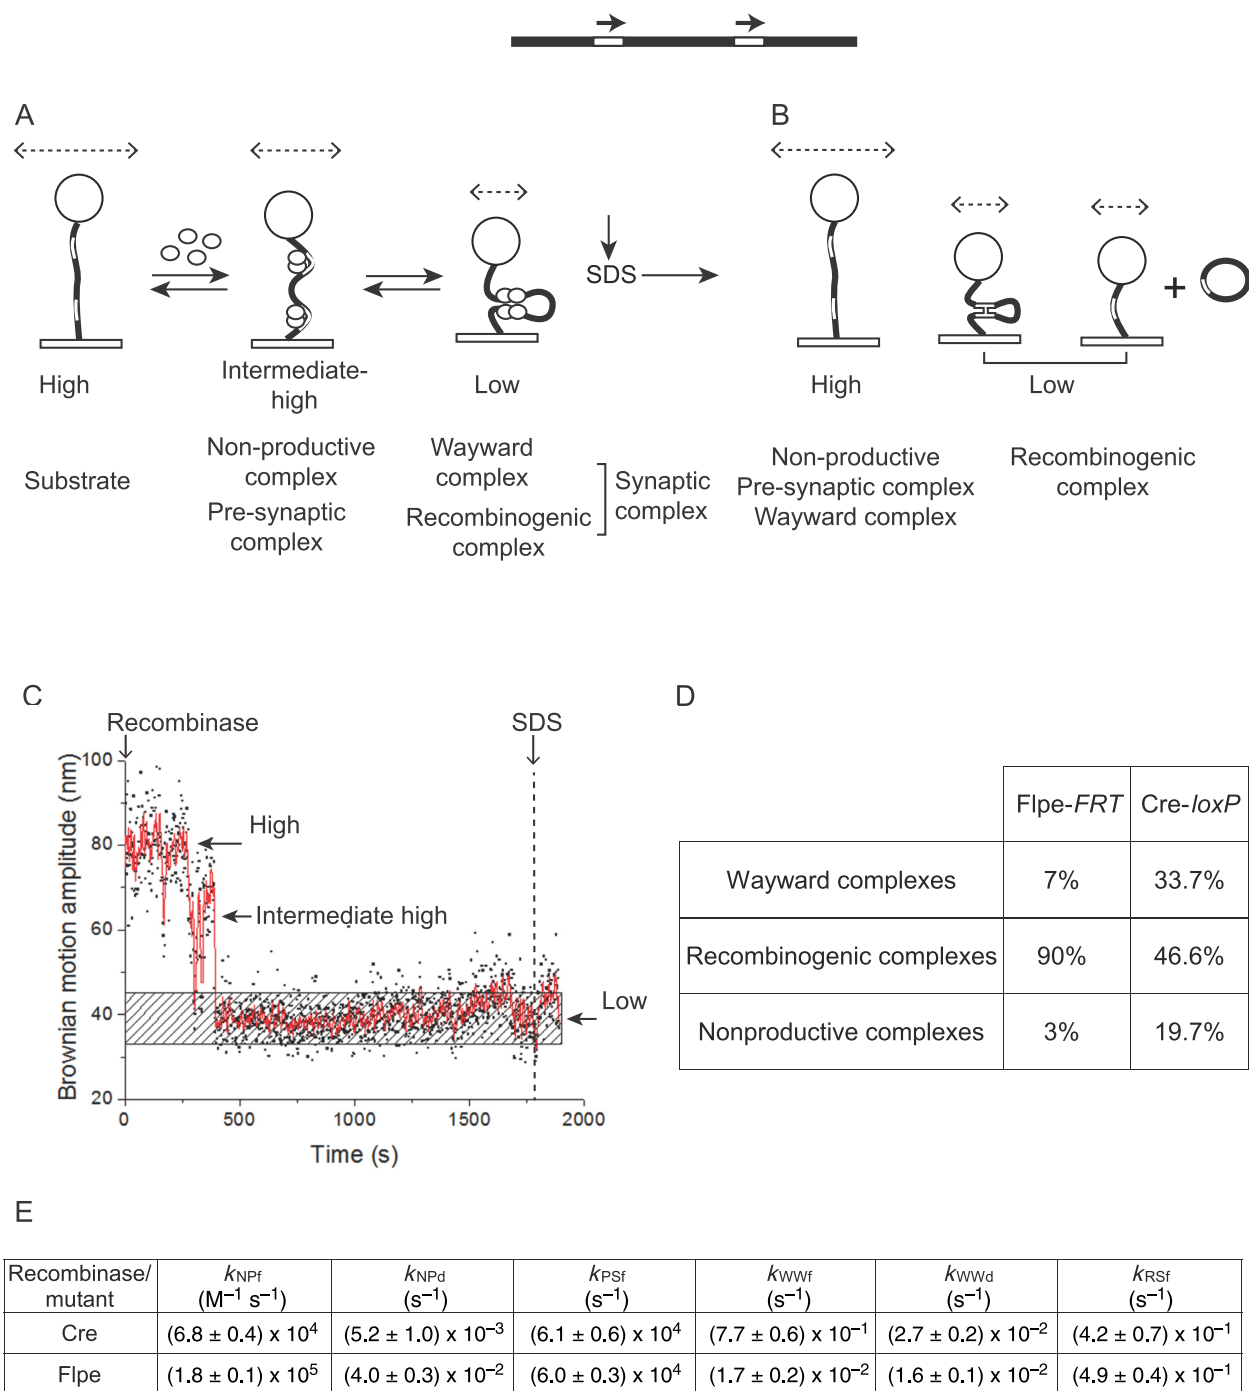 A
B
SDS
High
Intermediate-
high
Low
High
Low
Substrate
Non-productive
complex
Pre-synaptic
complex
Wayward
complex
Recombinogenic
complex
Synaptic
complex
Non-productive
Pre-synaptic complex
Wayward complex
Recombinogenic
complex
C
Recombinase
SDS
Brownian motion amplitude (nm)
100
80
60
40
20
High
Intermediate high
Low
0
500
1000
1500
2000
Time (s)
D
Flpe-FRT Cre-loxP
Wayward complexes 7% 33.7%
Recombinogenic complexes 90% 46.6%
Nonproductive complexes 3% 19.7%
E
Recombinase/ kNPf kNPd kPSf kWWf kWWd kRSf
mutant (M⁻¹ s⁻¹) (s⁻¹) (s⁻¹) (s⁻¹) (s⁻¹) (s⁻¹)
Cre (6.8 ± 0.4) x 10⁴ (5.2 ± 1.0) x 10⁻³ (6.1 ± 0.6) x 10⁴ (7.7 ± 0.6) x 10⁻¹ (2.7 ± 0.2) x 10⁻² (4.2 ± 0.7) x 10⁻¹
Flpe (1.8 ± 0.1) x 10⁵ (4.0 ± 0.3) x 10⁻² (6.0 ± 0.3) x 10⁴ (1.7 ± 0.2) x 10⁻² (1.6 ± 0.1) x 10⁻² (4.9 ± 0.4) x 10⁻¹